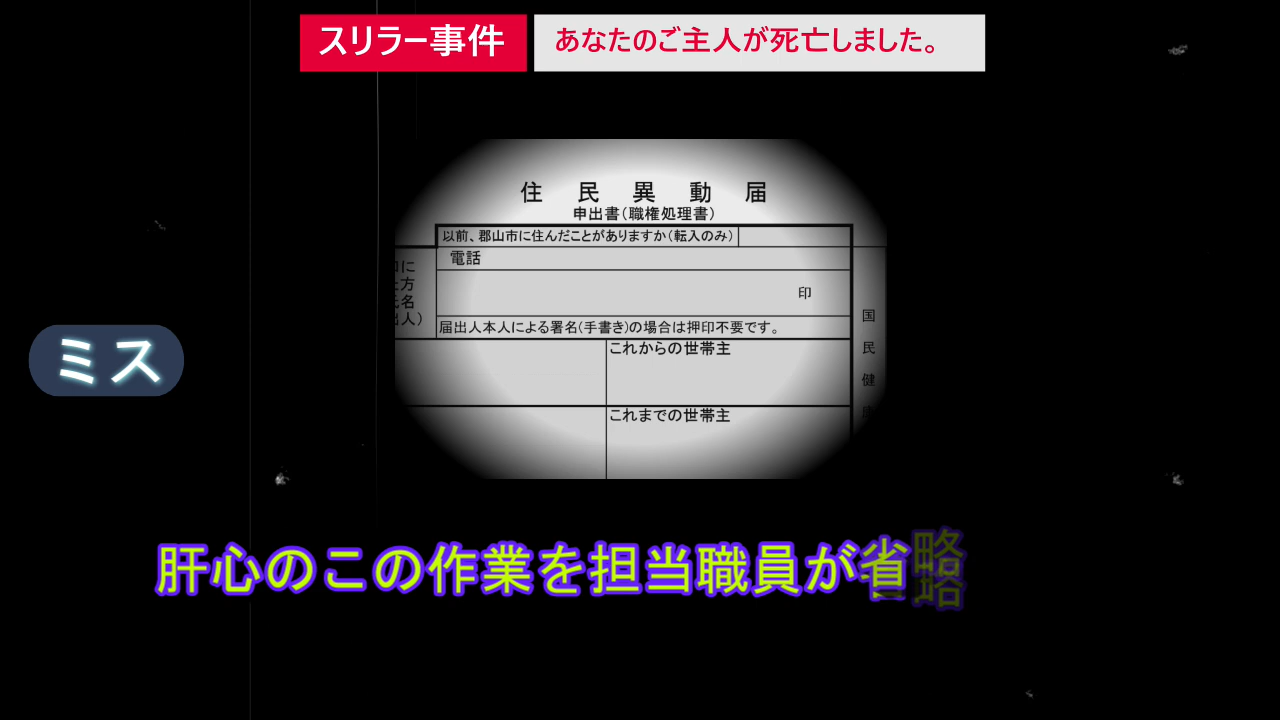 スリラー事件
あなたのご主人が死亡しました。
住民異動届
申出書(職権処理書)
以前、郡山市に住んだことがありますか(転入のみ)
電話
印
届出人本人による署名(手書き)の場合は押印不要です。
に
方
名
人)
これからの世帯主
これまでの世帯主
国
民
健
ミス
肝心のこの作業を担当職員が省略